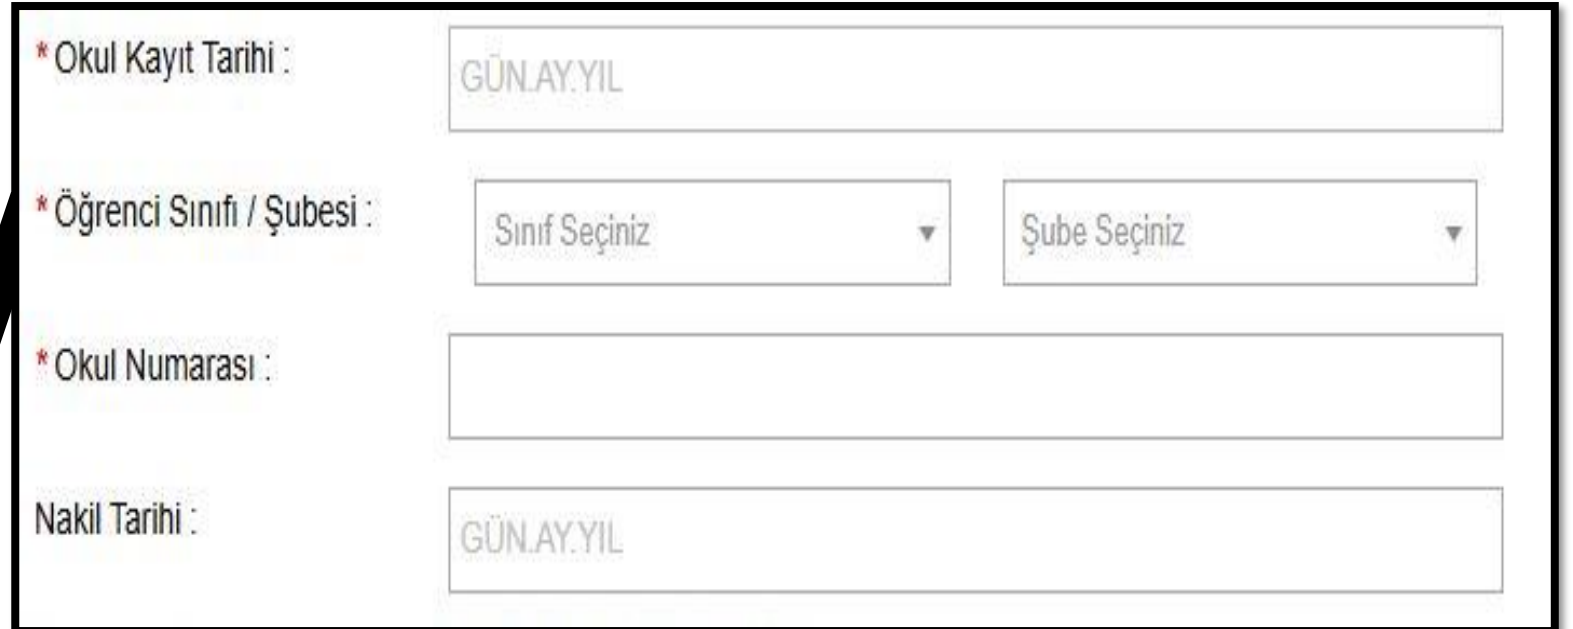 * Okul Kayıt Tarihi :
GÜN.AY.YIL
* Öğrenci Sınıfı / Şubesi :
Sınıf Seçiniz
Şube Seçiniz
* Okul Numarası :
Nakil Tarihi :
GÜN.AY.YIL